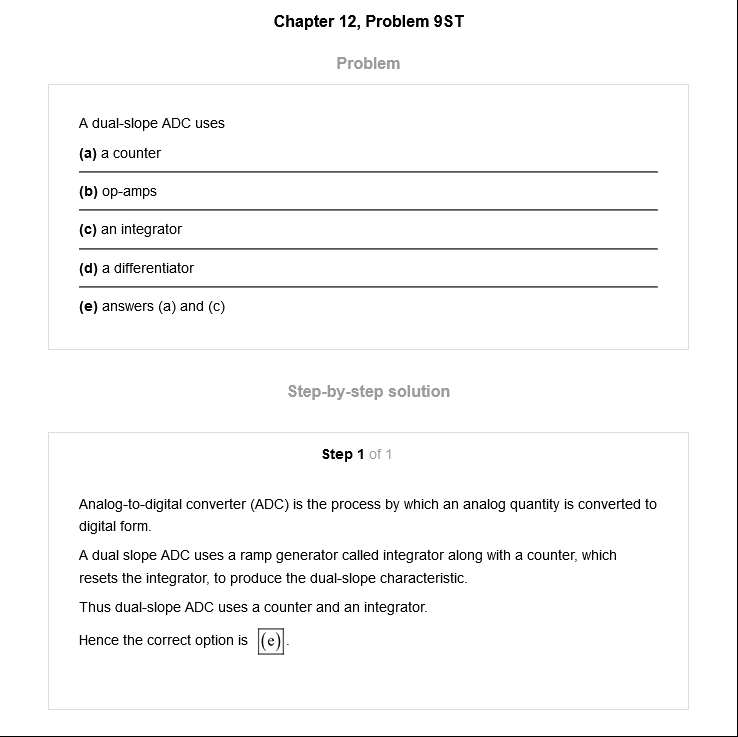 Chapter 12, Problem 9ST
Problem
A dual-slope ADC uses
(a) a counter
(b) op-amps
(c) an integrator
(d) a differentiator
(e) answers (a) and (c)
Step-by-step solution
Step 1 of 1
Analog-to-digital converter (ADC) is the process by which an analog quantity is converted to
digital form.
A dual slope ADC uses a ramp generator called integrator along with a counter, which
resets the integrator, to produce the dual-slope characteristic.
Thus dual-slope ADC uses a counter and an integrator.
Hence the correct option is (e).